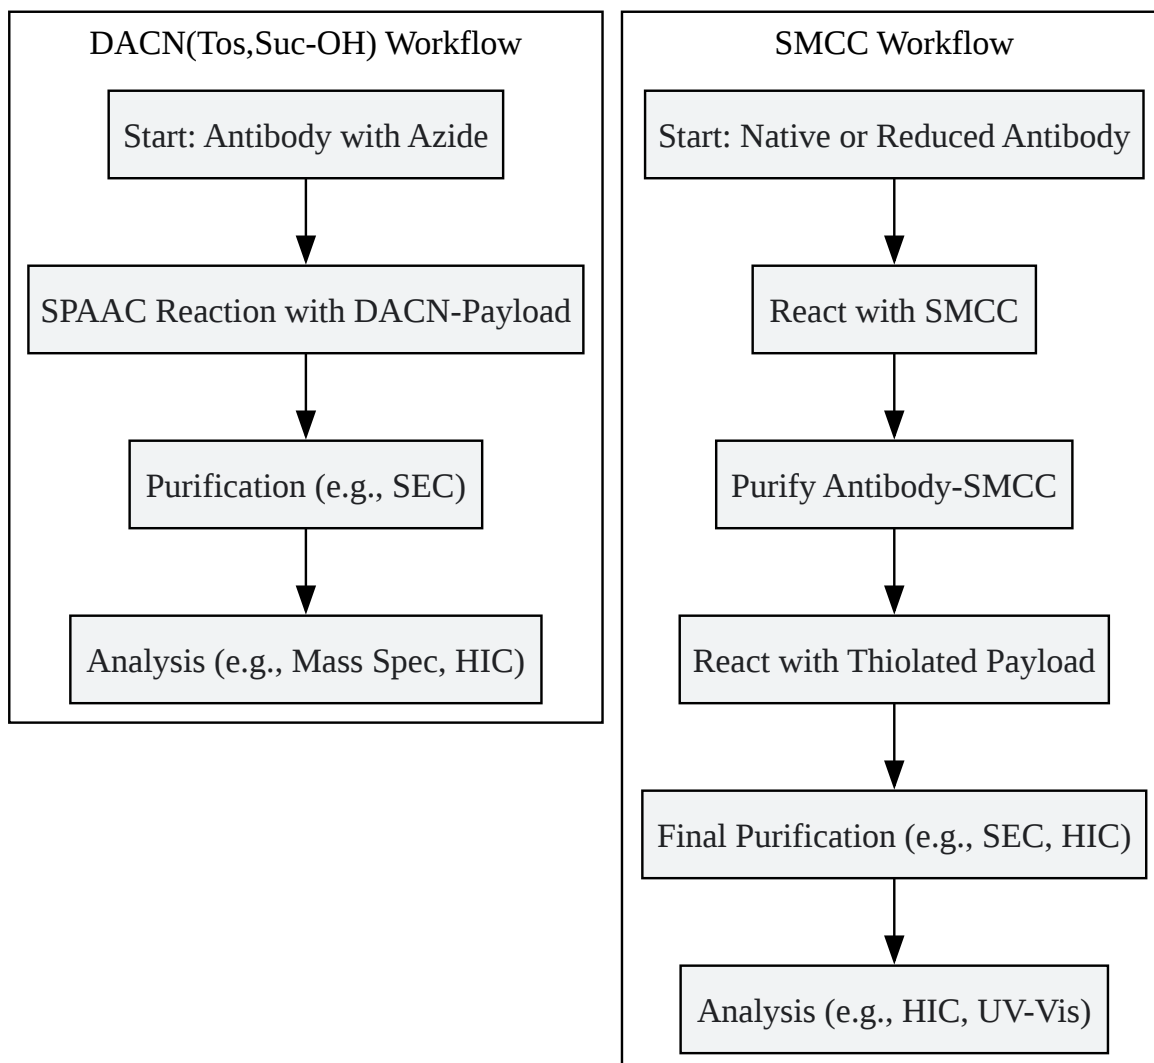 DACN(Tos,Suc-OH) Workflow
Start: Antibody with Azide
SPAAC Reaction with DACN-Payload
Purification (e.g., SEC)
Analysis (e.g., Mass Spec, HIC)
SMCC Workflow
Start: Native or Reduced Antibody
React with SMCC
Purify Antibody-SMCC
React with Thiolated Payload
Final Purification (e.g., SEC, HIC)
Analysis (e.g., HIC, UV-Vis)